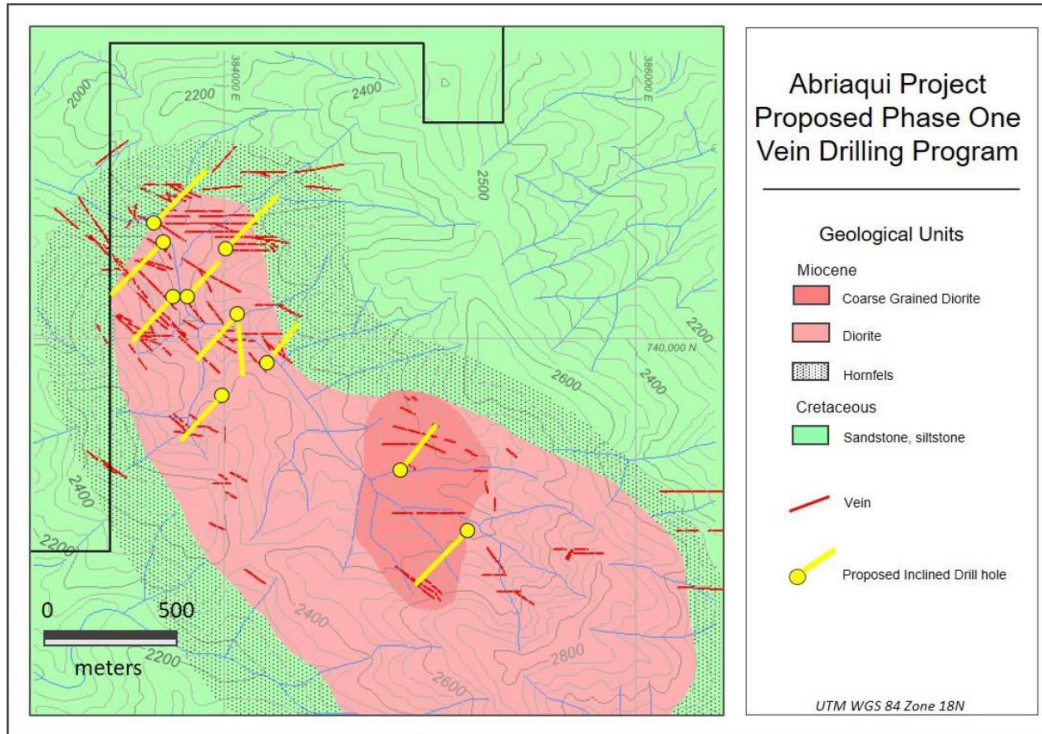 2000
2200
384000 E
2400
386000 E
2500
2200
740,000 N
2600
2400
2400
2200
0 500
meters
2200
2400
2600
2800
Abriaqui Project
Proposed Phase One
Vein Drilling Program
Geological Units
Miocene
Coarse Grained Diorite
Diorite
Hornfels
Cretaceous
Sandstone, siltstone
Vein
Proposed Inclined Drill hole
UTM WGS 84 Zone 18N